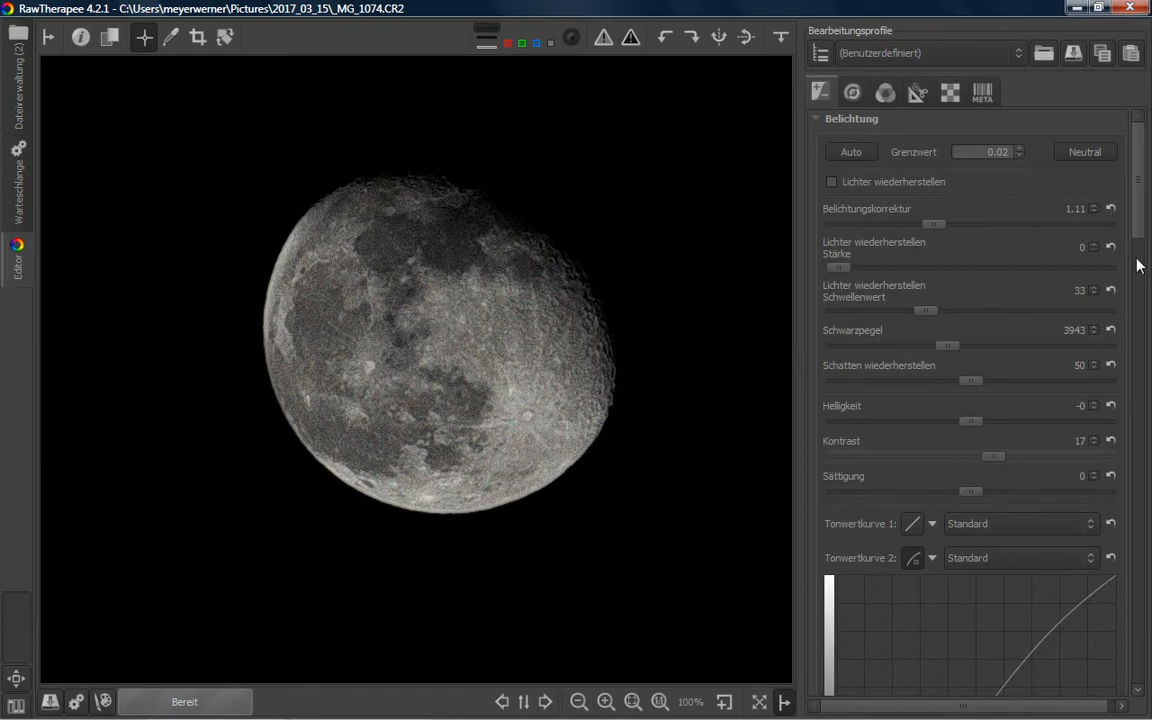 RawTherapee 4.2.1 - C:\Users\meyerwerner\Pictures\2017_03_15\_MG_1074.CR2
Dateiverwaltung (2)
Warteschlange
Editor
Bearbeitungsprofile
(Benutzerdefiniert)
META
Belichtung
Auto Grenzwert 0.02 Neutral
Lichter wiederherstellen
Belichtungskorrektur 1.11
Lichter wiederherstellen
Stärke 0
Lichter wiederherstellen
Schwellenwert 33
Schwarzpegel 3943
Schatten wiederherstellen 50
Helligkeit -0
Kontrast 17
Sättigung 0
Tonwertkurve 1: Standard
Tonwertkurve 2: Standard
Bereit
100%